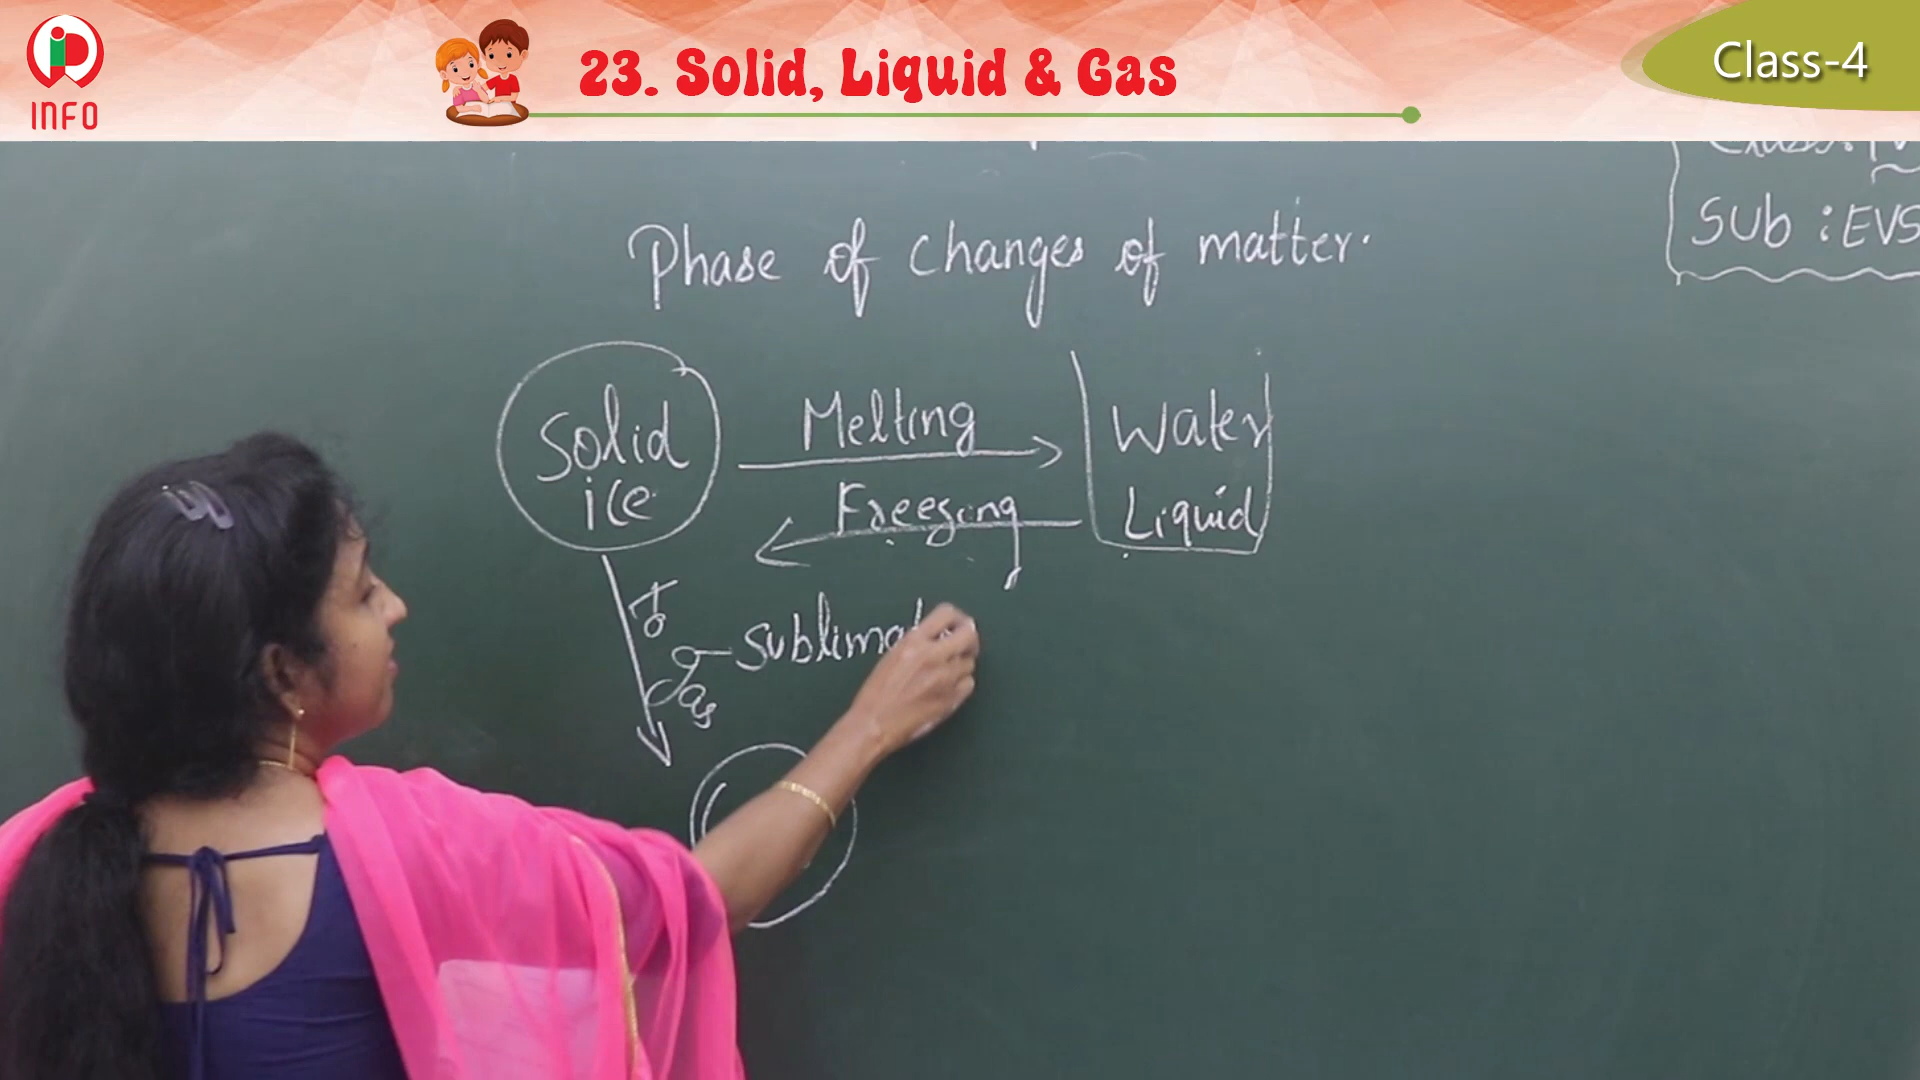 INFO
23. Solid, Liquid & Gas
Class-4
Sub : EVS
Phase of changes of matter.
Solid
ice
Melting
Freezing
Water
Liquid
To
Gas